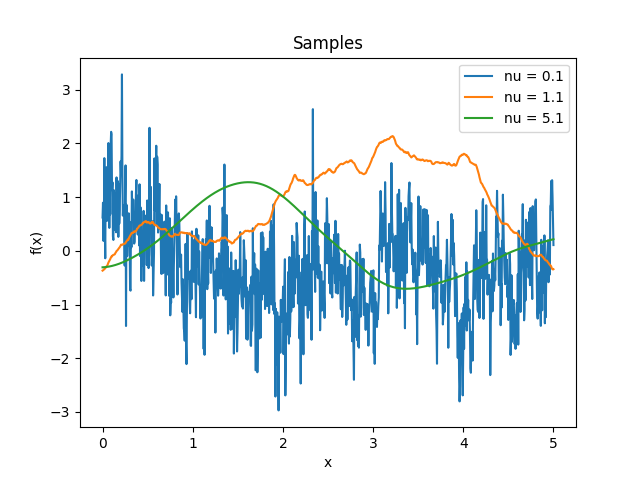 Samples
nu = 0.1
nu = 1.1
nu = 5.1
f(x)
3
2
1
0
−1
−2
−3
0 1 2 3 4 5
x